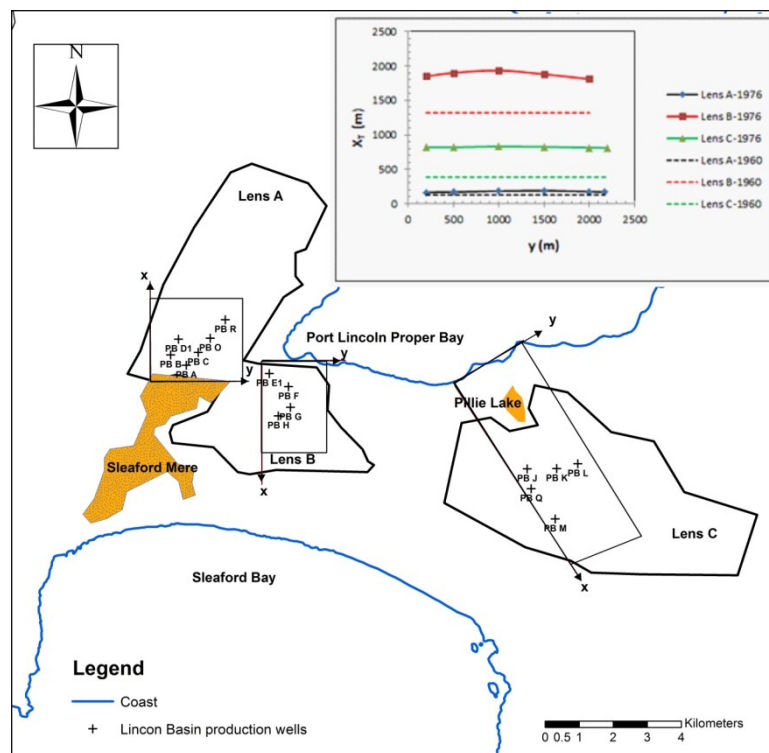 N
2500
2000
1500
1000
500
0
X_T (m)
0 500 1000 1500 2000 2500
y (m)
Lens A-1976
Lens B-1976
Lens C-1976
Lens A-1960
Lens B-1960
Lens C-1960
Lens A
x
PB R
PB D1
PB O
PB B
PB C
PB A
y
Port Lincoln Proper Bay
y
y
PB E1
PB F
PB G
PB H
Lens B
x
Sleaford Mere
Pillie Lake
PB J
PB K
PB L
PB Q
PB M
Lens C
x
Sleaford Bay
Legend
Coast
Lincon Basin production wells
Kilometers
0 0.5 1 2 3 4